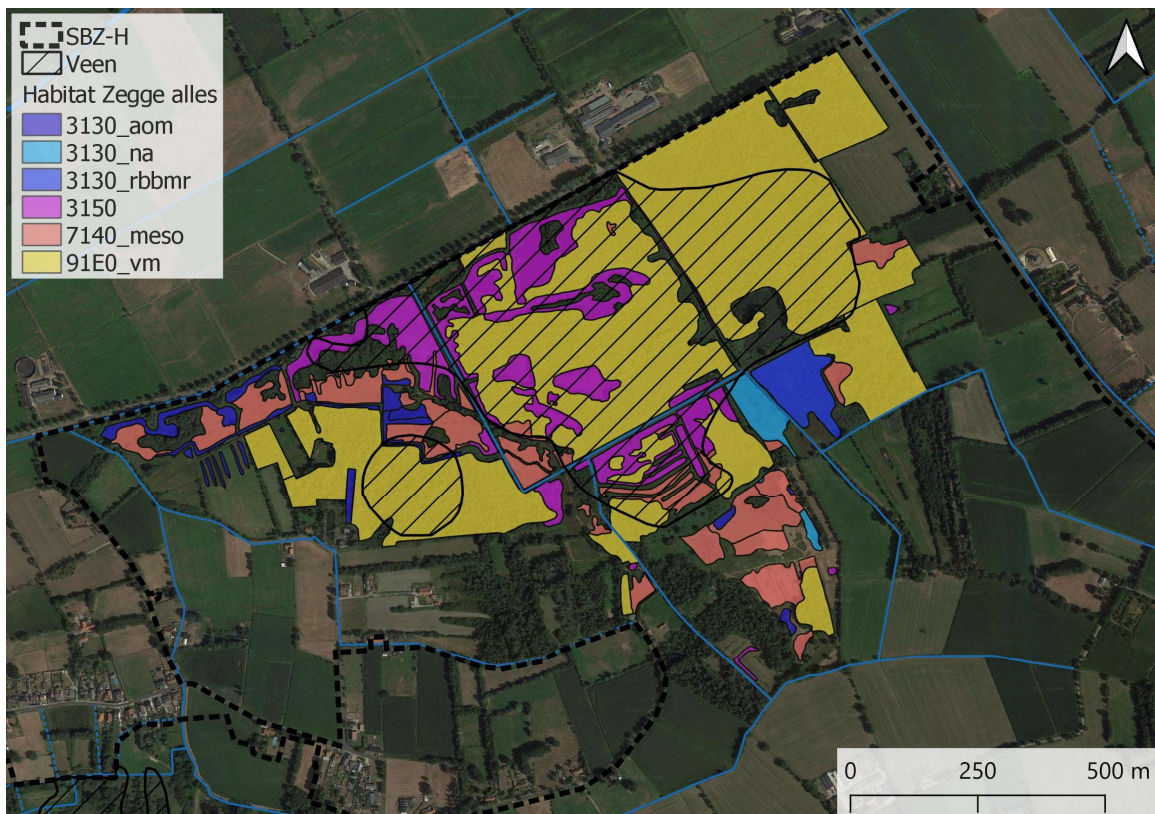 SBZ-H
Veen
Habitat Zegge alles
3130_aom
3130_na
3130_rbbmr
3150
7140_meso
91E0_vm
0 250 500 m